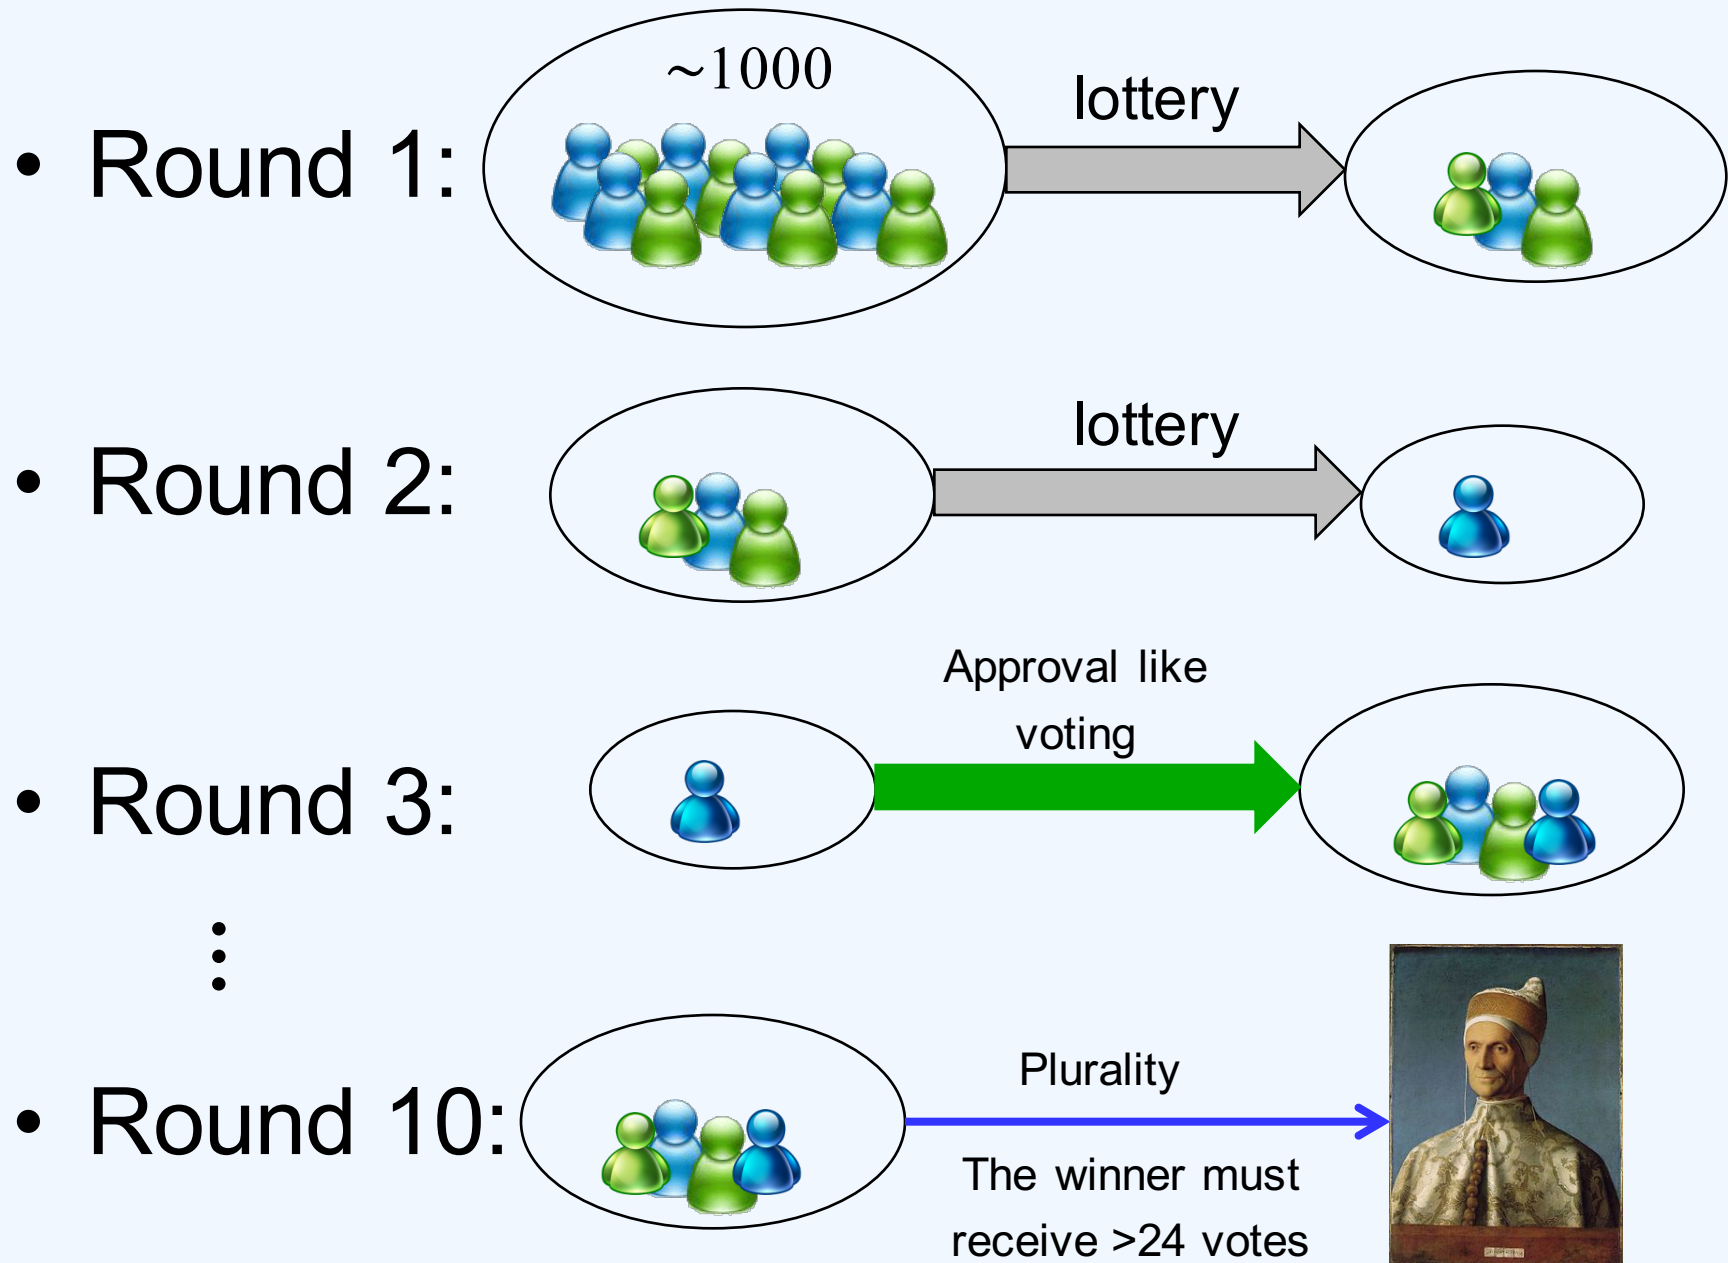 • Round 1:
~1000
lottery
• Round 2:
lottery
• Round 3:
Approval like
voting
• Round 10:
Plurality
The winner must
receive >24 votes